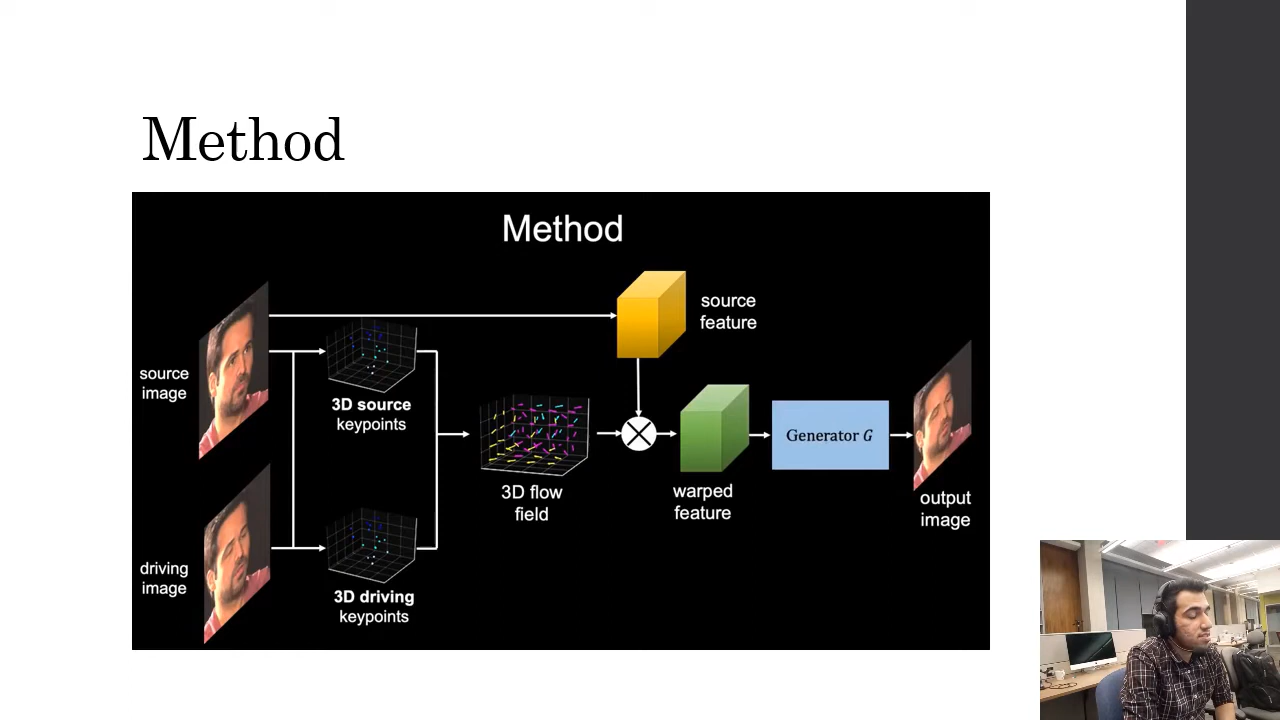 Method
Method
source
feature
source
image
3D source
keypoints
Generator G
3D flow
field
warped
feature
output
image
driving
image
3D driving
keypoints